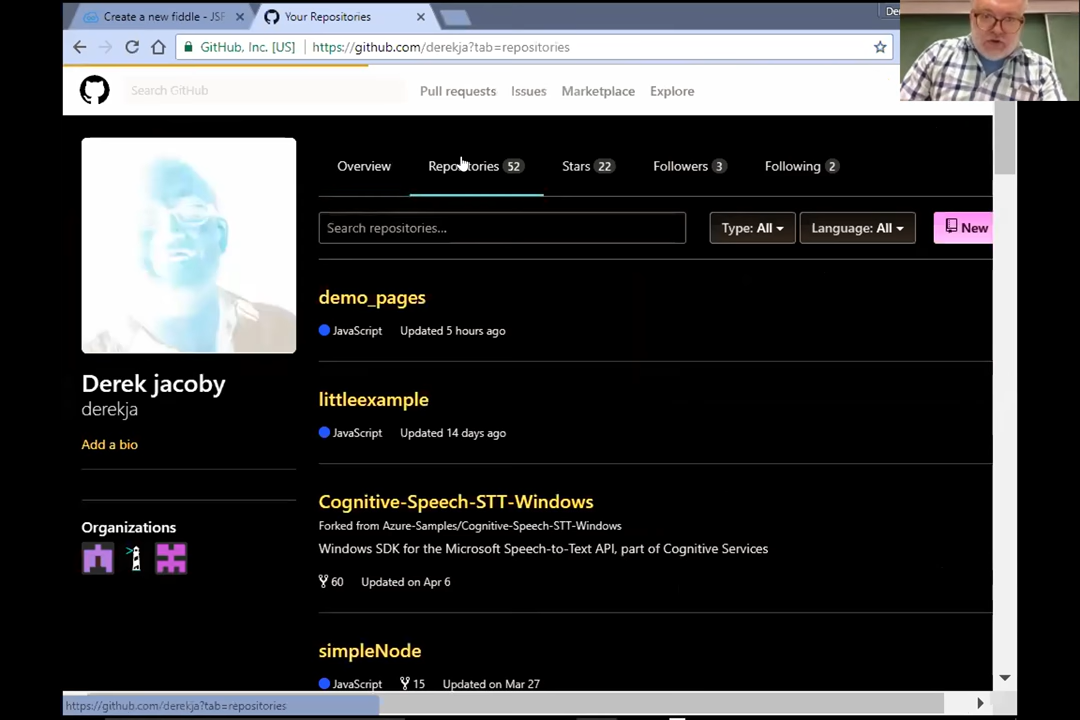 Create a new fiddle - JSF
Your Repositories
GitHub, Inc. [US] https://github.com/derekja?tab=repositories
Search GitHub
Pull requests Issues Marketplace Explore
Overview Repositories 52 Stars 22 Followers 3 Following 2
Search repositories...
Type: All Language: All New
demo_pages
JavaScript Updated 5 hours ago
Derek jacoby
derekja
Add a bio
Organizations
littleexample
JavaScript Updated 14 days ago
Cognitive-Speech-STT-Windows
Forked from Azure-Samples/Cognitive-Speech-STT-Windows
Windows SDK for the Microsoft Speech-to-Text API, part of Cognitive Services
60 Updated on Apr 6
simpleNode
JavaScript 15 Updated on Mar 27
https://github.com/derekja?tab=repositories